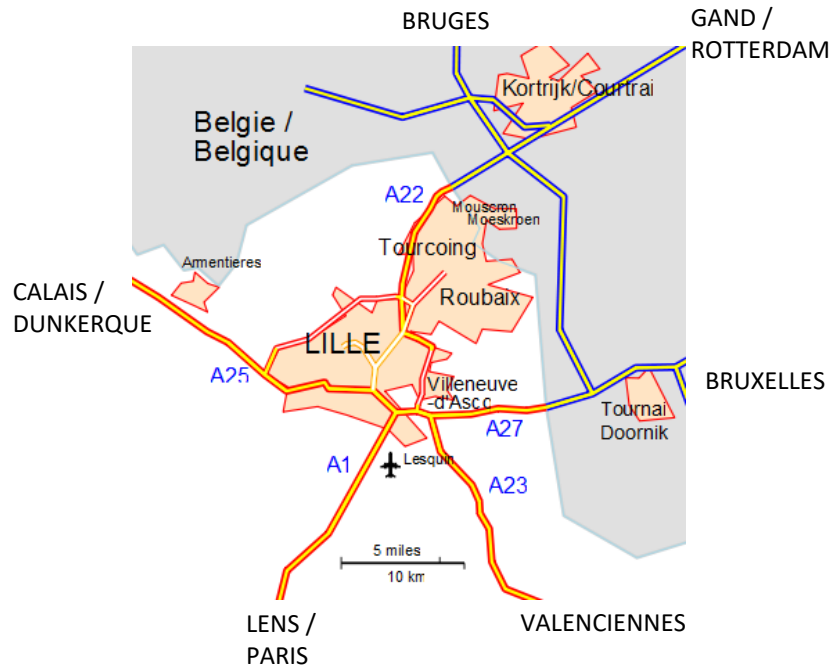 BRUGES
GAND /
ROTTERDAM
Kortrijk/Courtrai
Belgie /
Belgique
A22
Mouscron
Moeskroen
Tourcoing
Armentieres
CALAIS /
DUNKERQUE
Roubaix
LILLE
A25
Villeneuve
-d'Ascq
BRUXELLES
Tournai
Doornik
A27
A1
Lesquin
A23
5 miles
10 km
LENS /
PARIS
VALENCIENNES